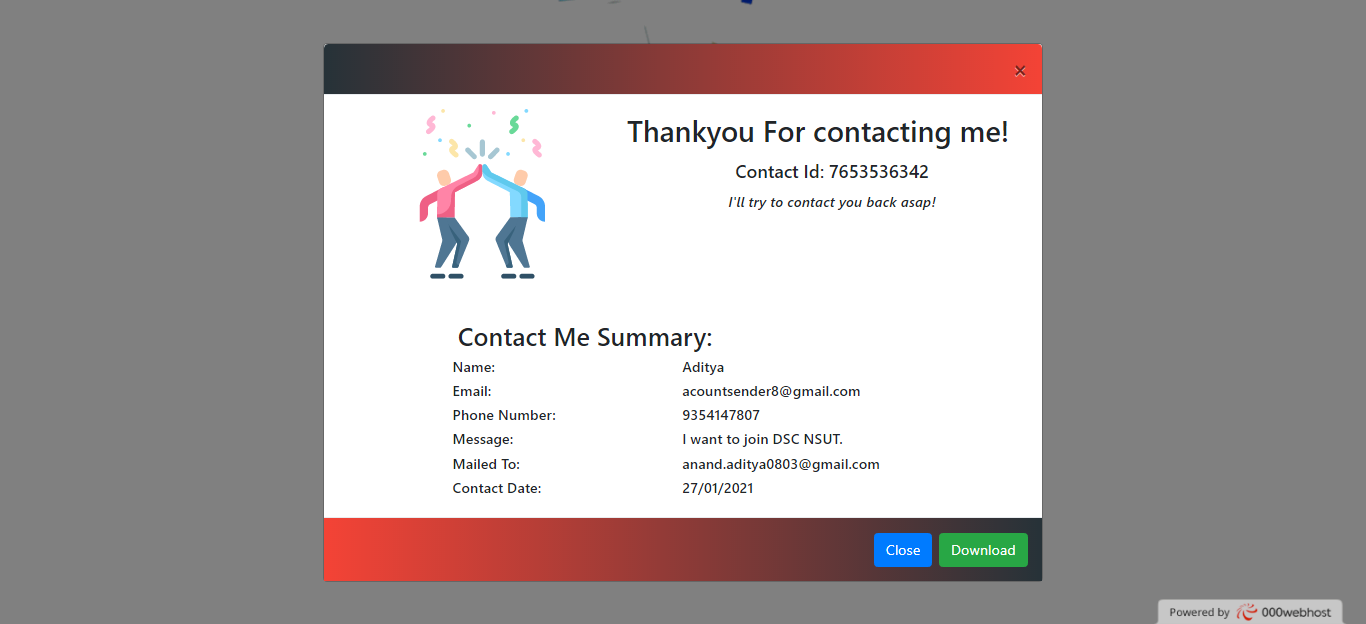 ×
Thankyou For contacting me!
Contact Id: 7653536342
I'll try to contact you back asap!
Contact Me Summary:
Name: Aditya
Email: acountsender8@gmail.com
Phone Number: 9354147807
Message: I want to join DSC NSUT.
Mailed To: anand.aditya0803@gmail.com
Contact Date: 27/01/2021
Close Download
Powered by 000webhost